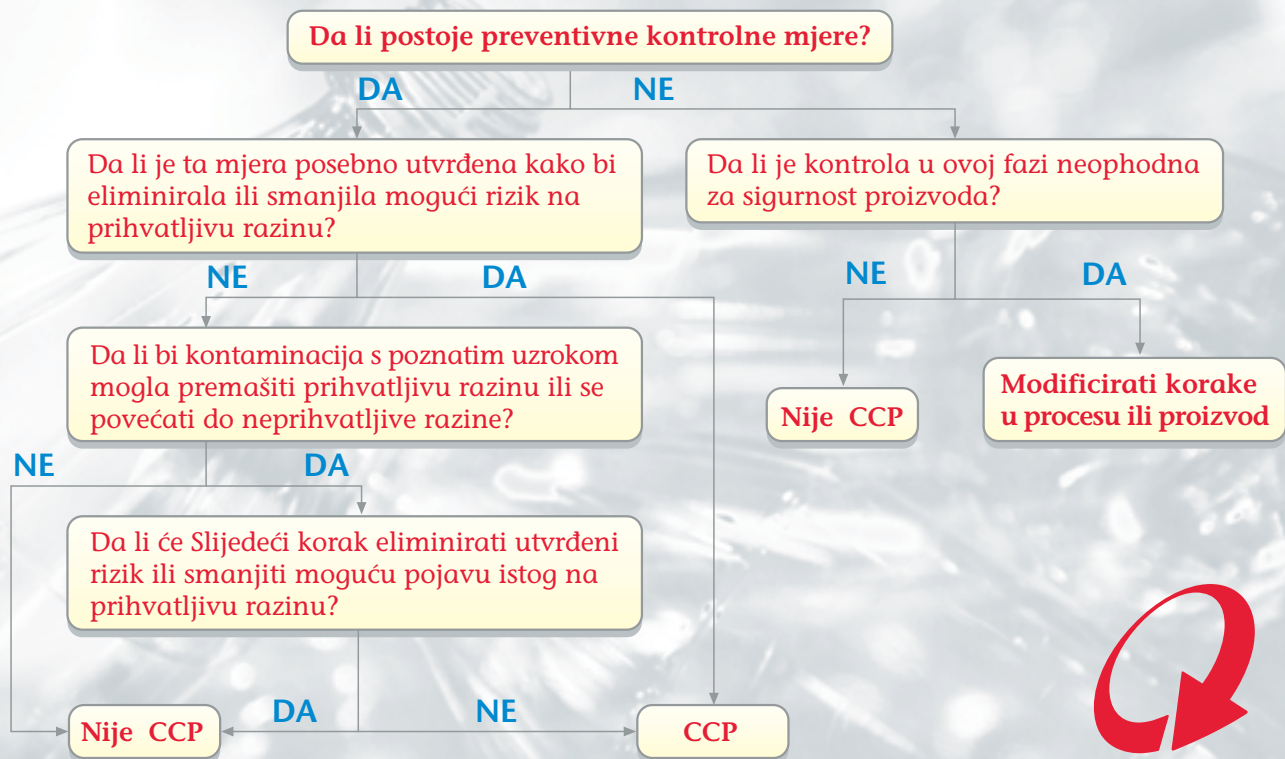 Da li postoje preventivne kontrolne mjere?
DA
NE
Da li je ta mjera posebno utvrđena kako bi
eliminirala ili smanjila mogući rizik na
prihvatljivu razinu?
Da li je kontrola u ovoj fazi neophodna
za sigurnost proizvoda?
NE
DA
NE
DA
Da li bi kontaminacija s poznatim uzrokom
mogla premašiti prihvatljivu razinu ili se
povećati do neprihvatljive razine?
Nije CCP
Modificirati korake
u procesu ili proizvod
NE
DA
Da li će Slijedeći korak eliminirati utvrđeni
rizik ili smanjiti moguću pojavu istog na
prihvatljivu razinu?
Nije CCP
DA
NE
CCP